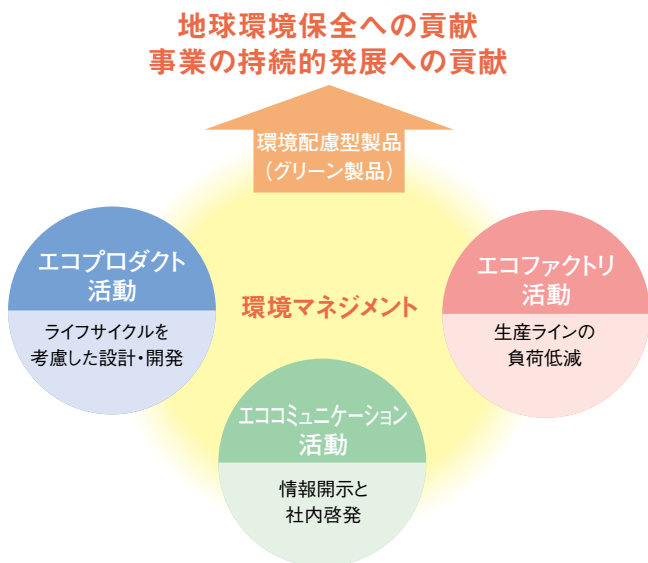 地球環境保全への貢献
事業の持続的発展への貢献
環境配慮型製品
（グリーン製品）
エコプロダクト
活動
ライフサイクルを
考慮した設計・開発
環境マネジメント
エコファクトリ
活動
生産ラインの
負荷低減
エココミュニケーション
活動
情報開示と
社内啓発